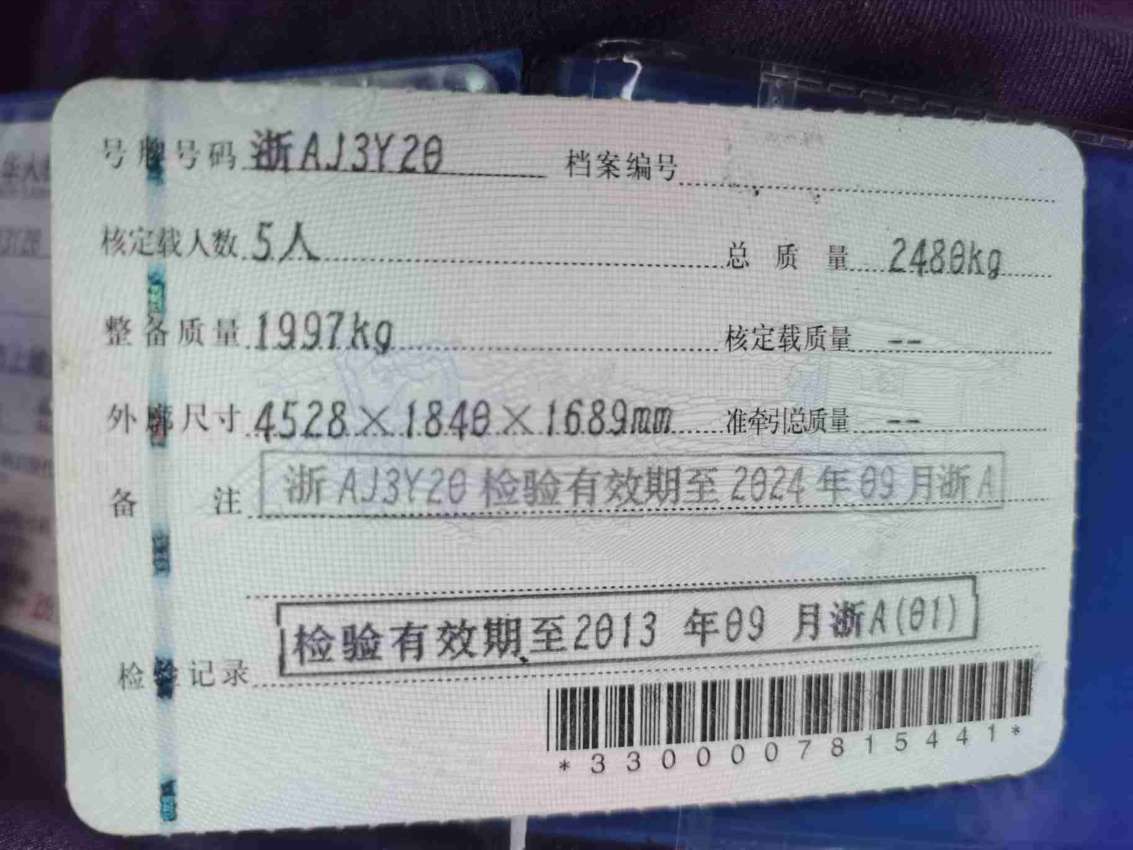 号牌号码 浙AJ3Y20 档案编号
核定载人数 5人 总质量 2480kg
整备质量 1997kg 核定载质量 --
外廓尺寸 4528×1840×1689mm 准牵引总质量 --
备注 浙AJ3Y20检验有效期至2024年09月浙A
检验记录 检验有效期至2013年09月浙A(01)
*3300007815441*